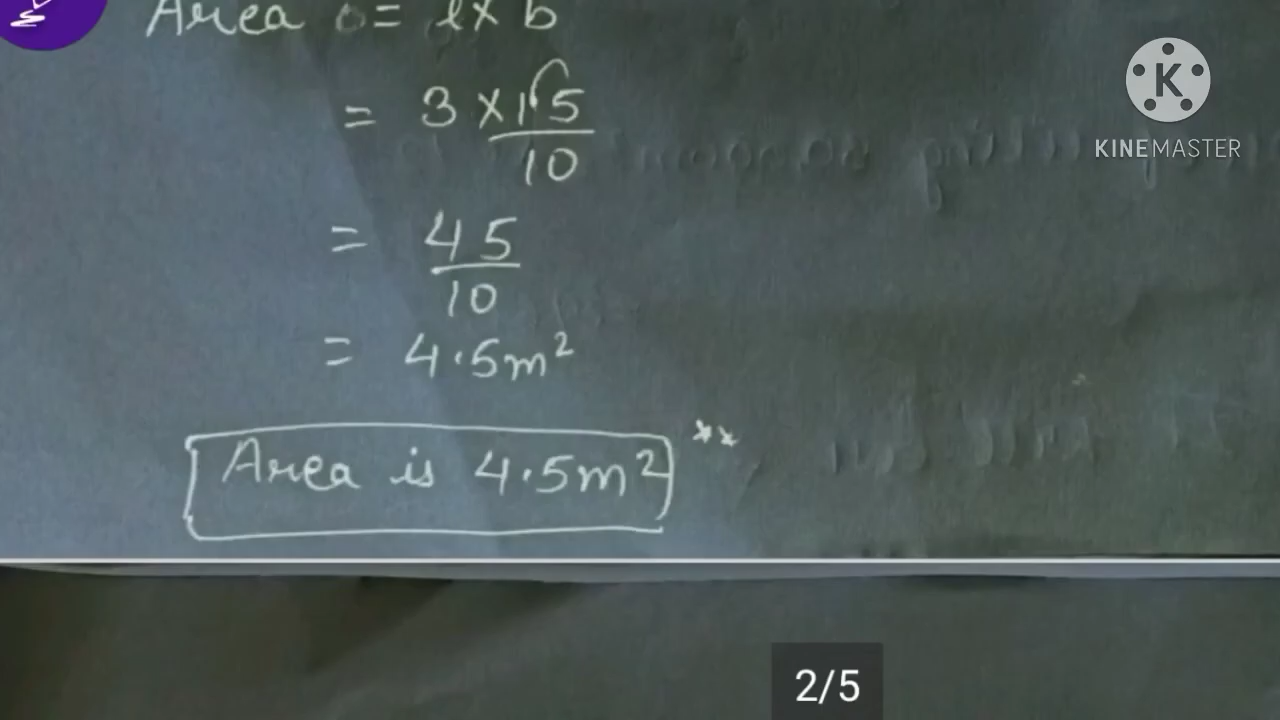 Area = l × b
= 3 × 15/10
= 45/10
= 4.5m²
Area is 4.5m² **
K
KINEMASTER
2/5